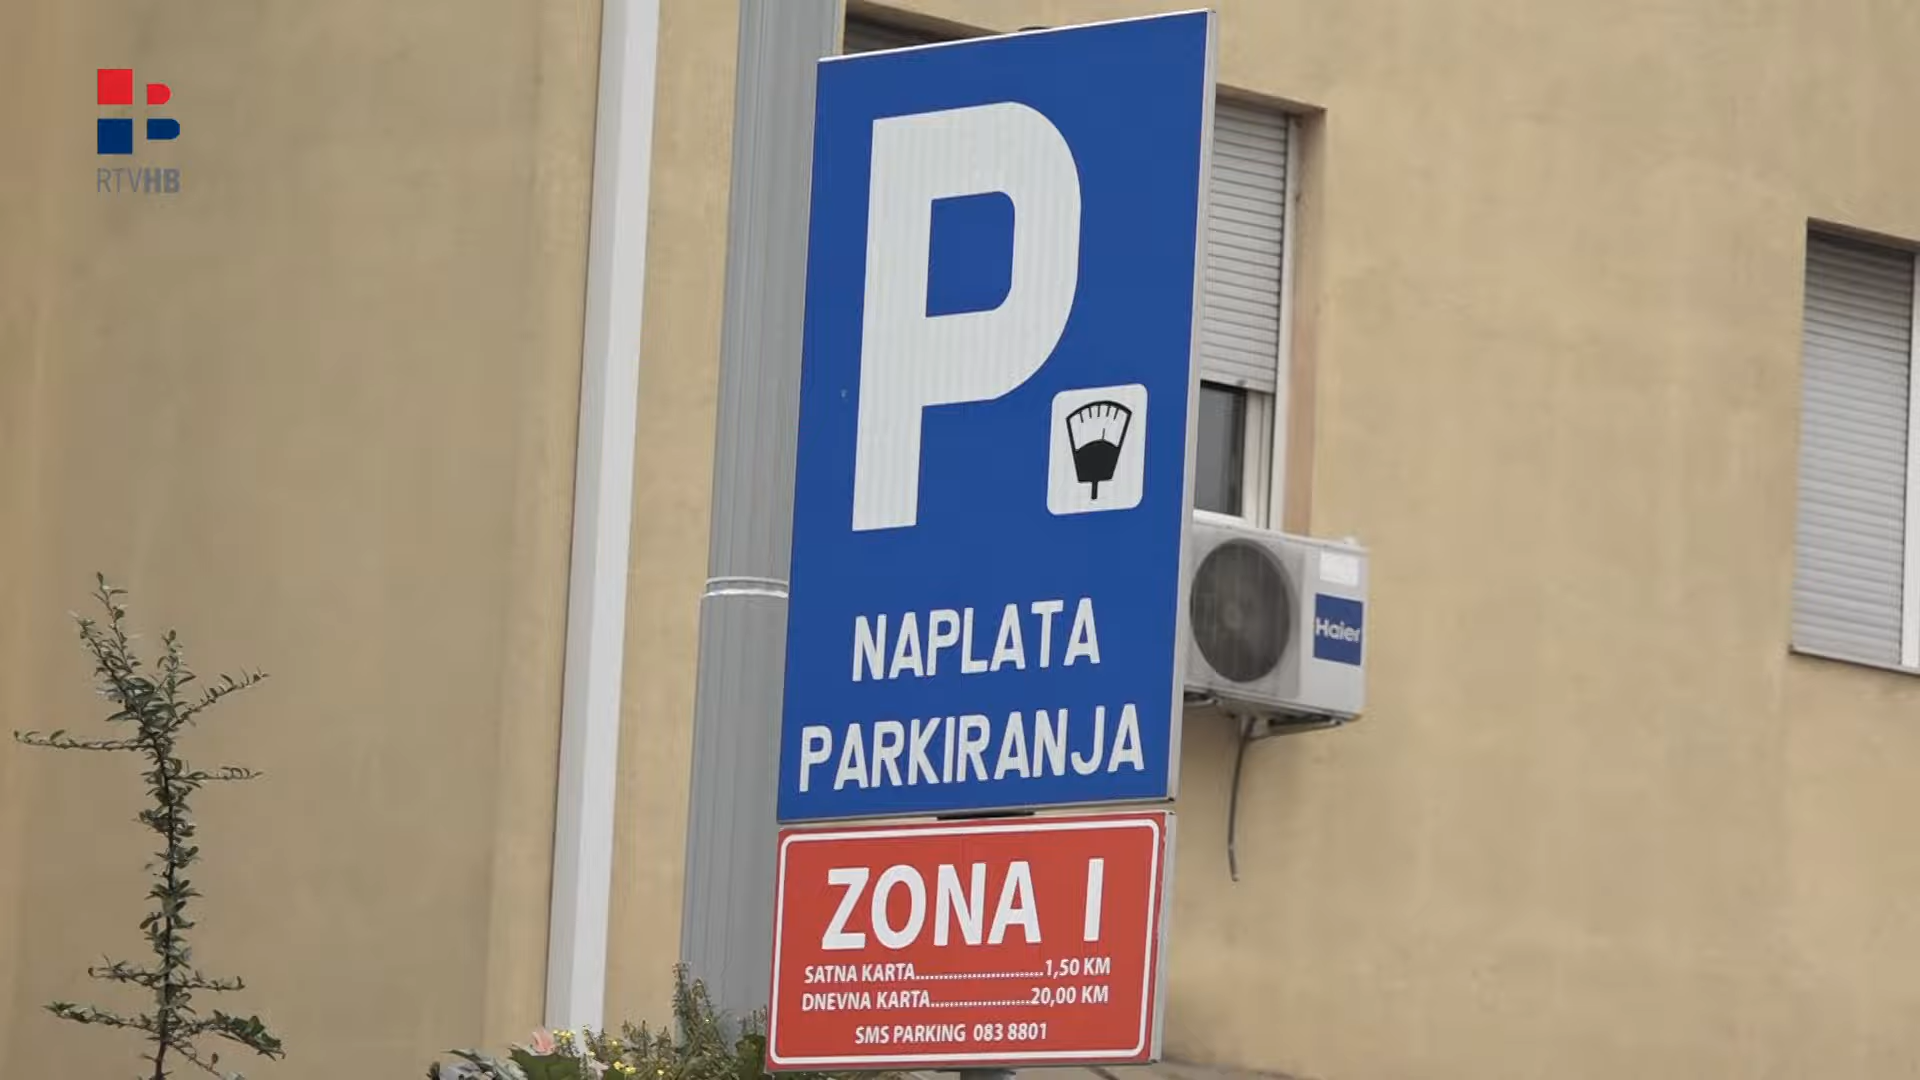 RTVHB
P
NAPLATA
PARKIRANJA
Haier
ZONA I
SATNA KARTA........................1,50 KM
DNEVNA KARTA...................20,00 KM
SMS PARKING 083 8801